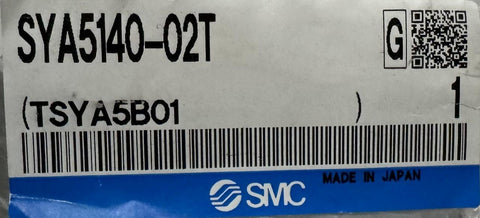 SYA5140-02T G
(TSYA5B01 ) 1
MADE IN JAPAN
SMC